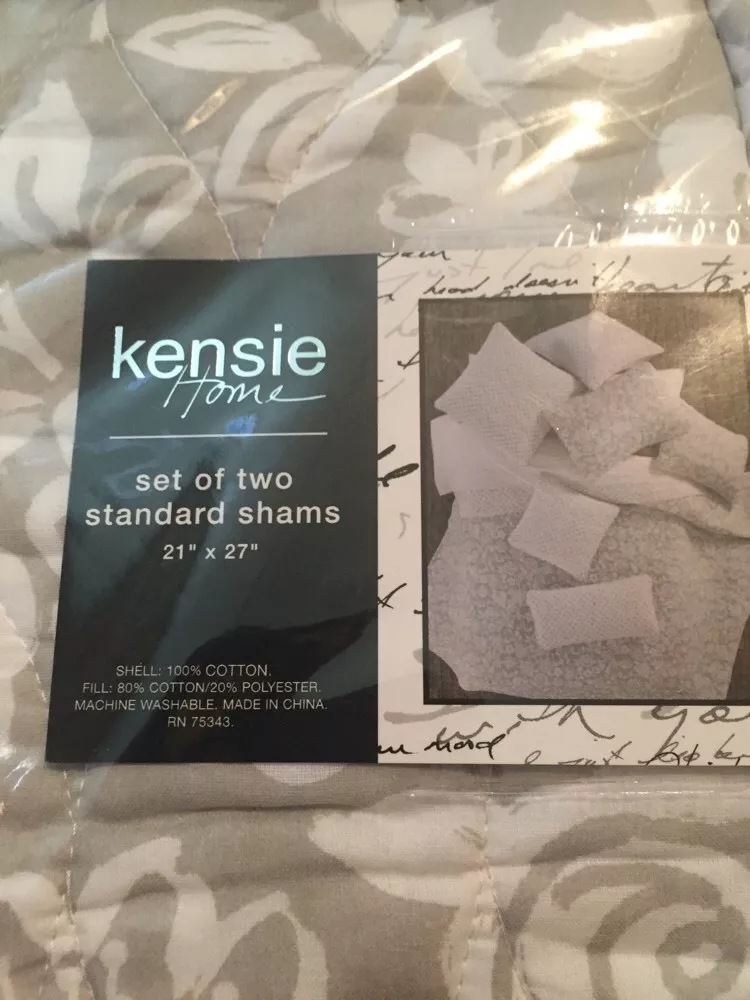 kensie
Home
set of two
standard shams
21" x 27"
SHELL: 100% COTTON.
FILL: 80% COTTON/20% POLYESTER.
MACHINE WASHABLE. MADE IN CHINA.
RN 75343.